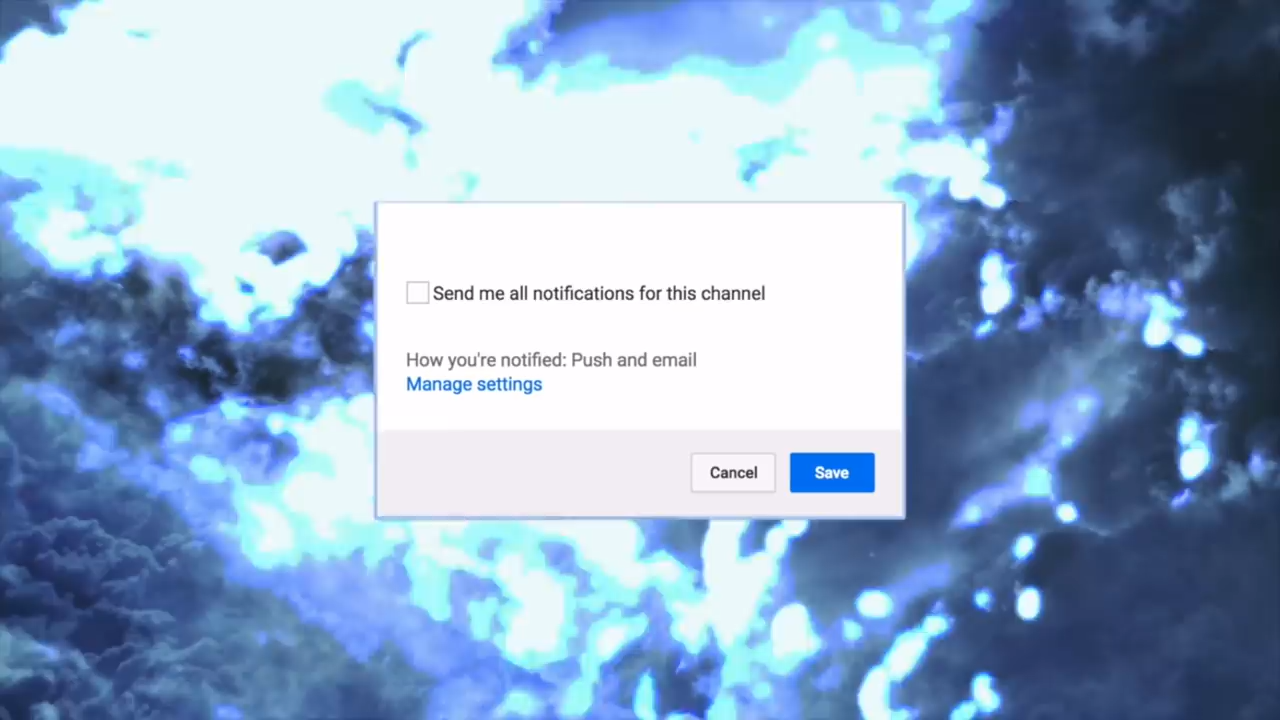 Send me all notifications for this channel
How you're notified: Push and email
Manage settings
Cancel Save